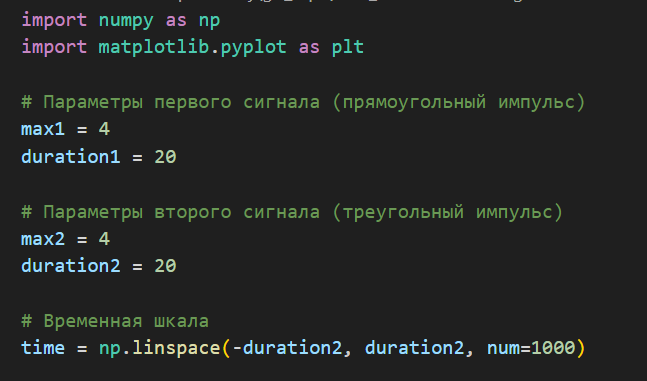 import numpy as np
import matplotlib.pyplot as plt
# Параметры первого сигнала (прямоугольный импульс)
max1 = 4
duration1 = 20
# Параметры второго сигнала (треугольный импульс)
max2 = 4
duration2 = 20
# Временная шкала
time = np.linspace(-duration2, duration2, num=1000)